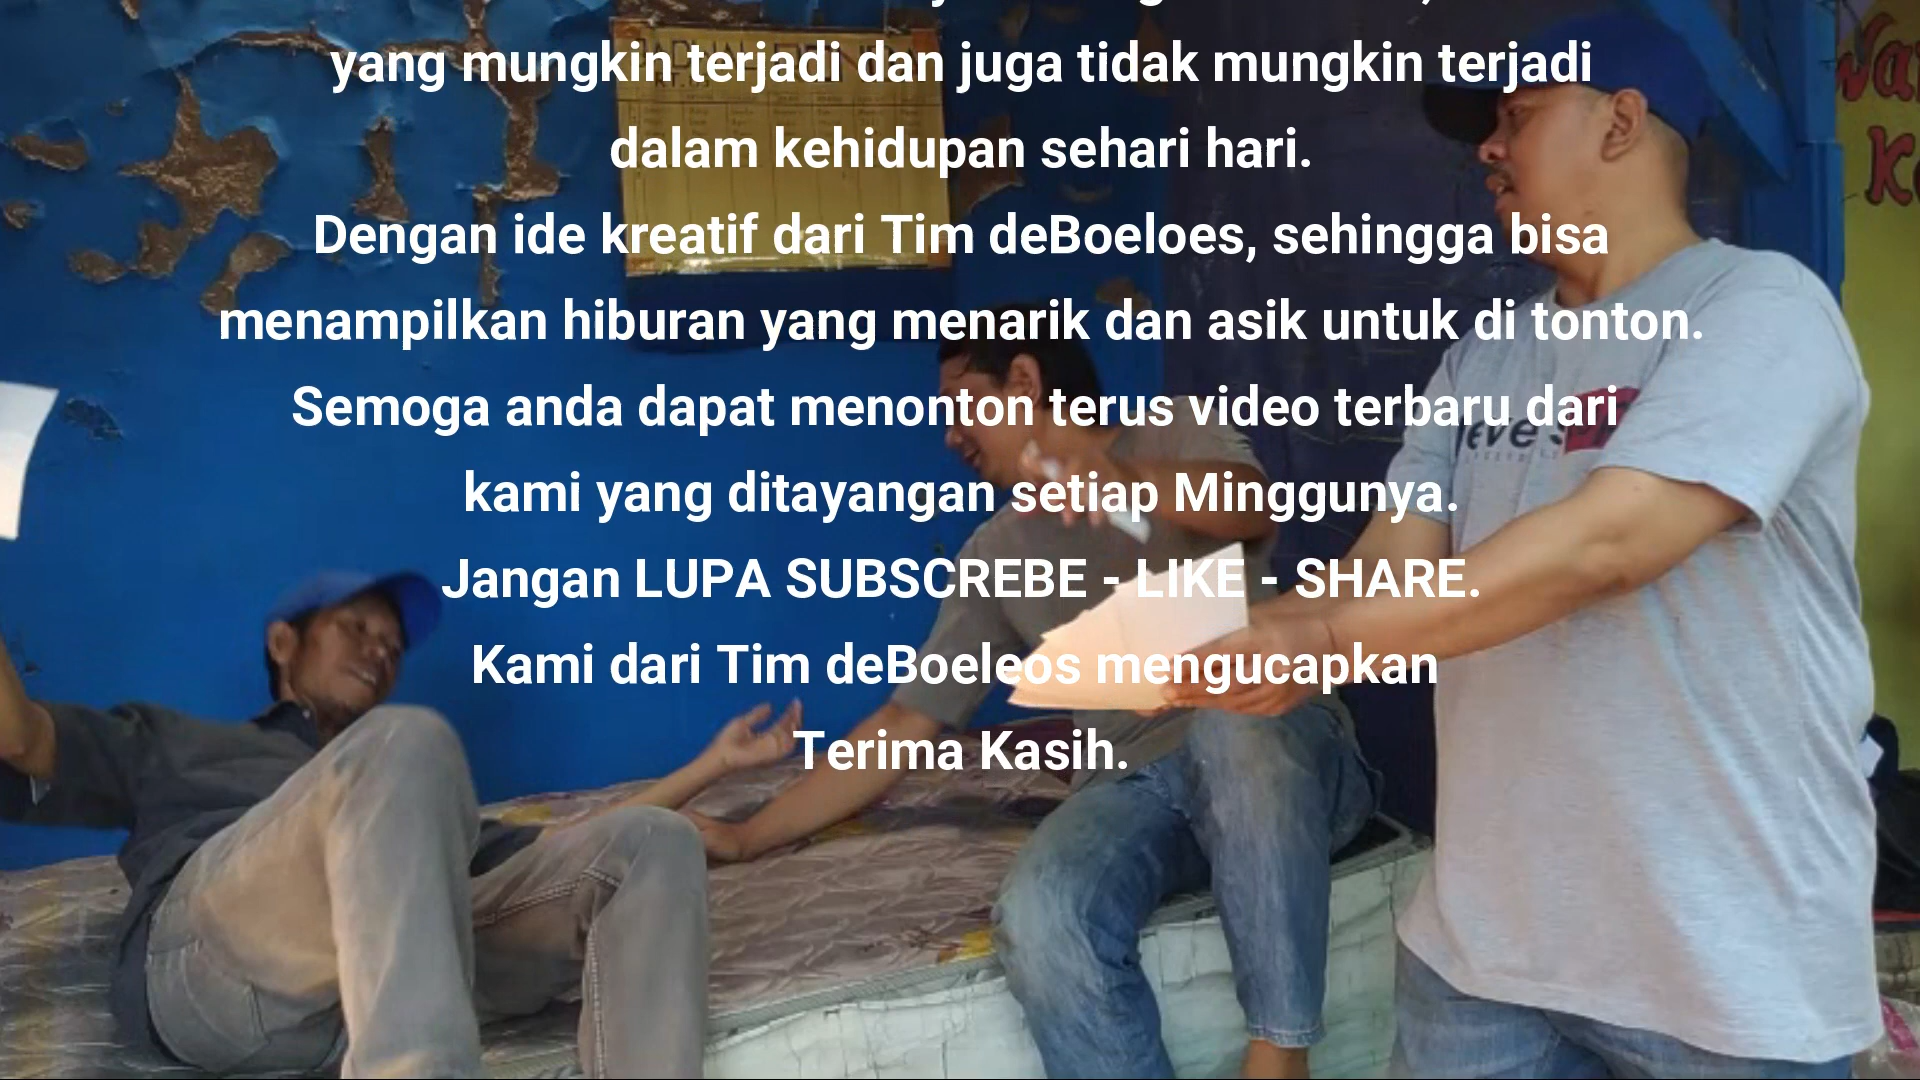 yang mungkin terjadi dan juga tidak mungkin terjadi
dalam kehidupan sehari hari.
Dengan ide kreatif dari Tim deBoeloes, sehingga bisa
menampilkan hiburan yang menarik dan asik untuk di tonton.
Semoga anda dapat menonton terus video terbaru dari
kami yang ditayangan setiap Minggunya.
Jangan LUPA SUBSCREBE - LIKE - SHARE.
Kami dari Tim deBoeleos mengucapkan
Terima Kasih.